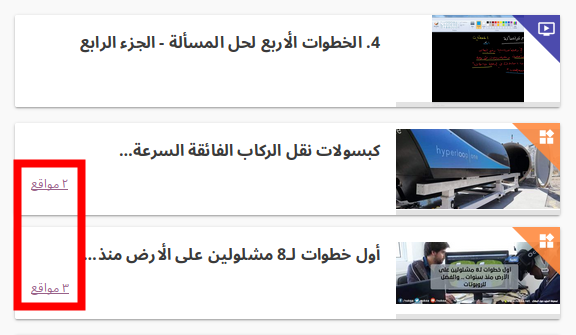 4. الخطوات الأربع لحل المسألة - الجزء الرابع
كبسولات نقل الركاب الفائقة السرعة...
hyperloop
٢ مواقع
أول خطوات لـ8 مشلولين على الأرض منذ...
أول خطوات لـ8 مشلولين على
الأرض منذ سنوات .. والفضل
للروبوتات
٣ مواقع